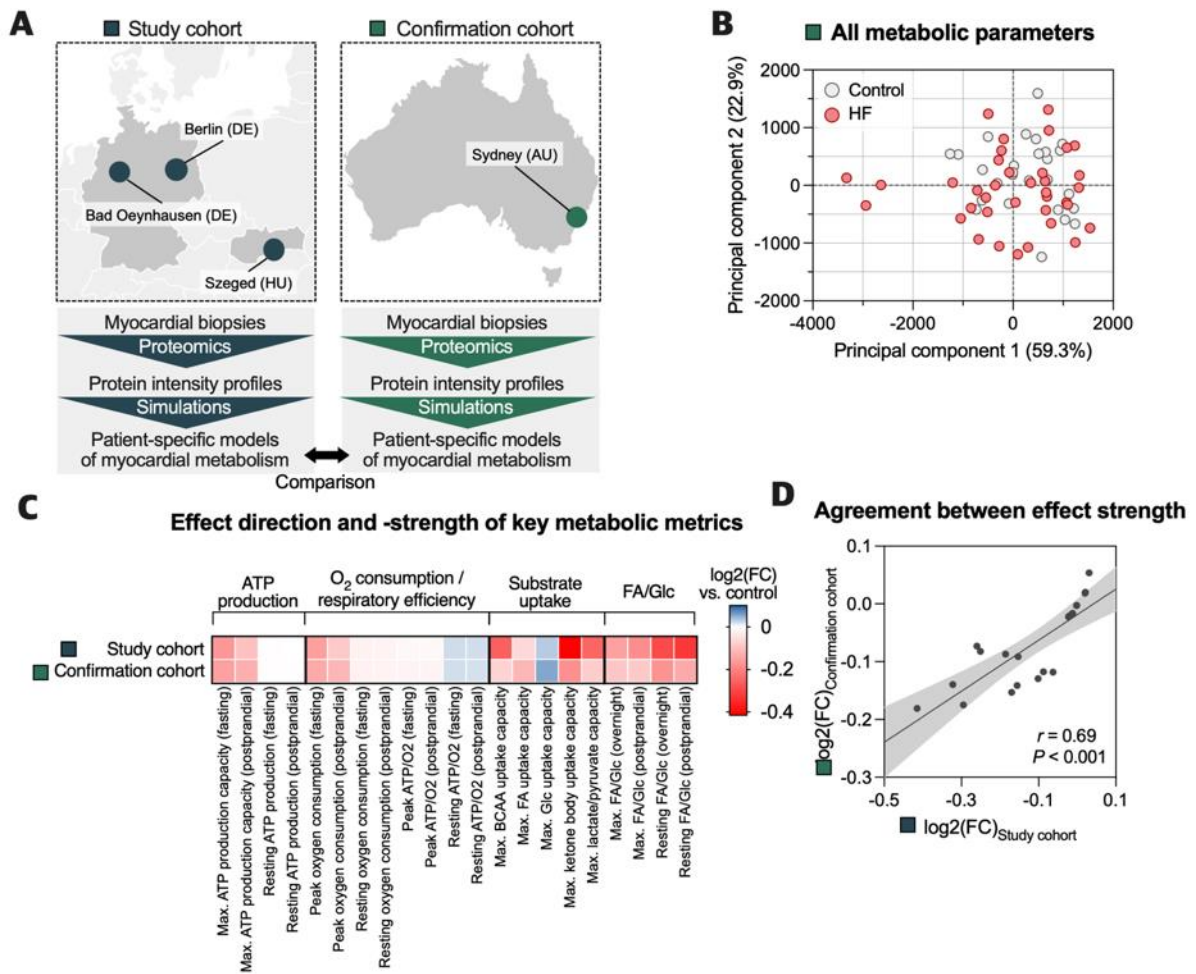 A
Study cohort
Confirmation cohort
Berlin (DE)
Bad Oeynhausen (DE)
Szeged (HU)
Sydney (AU)
Myocardial biopsies
Proteomics
Protein intensity profiles
Simulations
Patient-specific models
of myocardial metabolism
Myocardial biopsies
Proteomics
Protein intensity profiles
Simulations
Patient-specific models
of myocardial metabolism
Comparison
B
All metabolic parameters
Control
HF
Principal component 2 (22.9%)
2000
1000
0
-1000
-2000
-4000
-2000
0
2000
Principal component 1 (59.3%)
C
Effect direction and -strength of key metabolic metrics
ATP
production
O2 consumption /
respiratory efficiency
Substrate
uptake
FA/Glc
log2(FC)
vs. control
0
-0.2
-0.4
Study cohort
Confirmation cohort
Max. ATP production capacity (fasting)
Max. ATP production capacity (postprandial)
Resting ATP production (fasting)
Resting ATP production (postprandial)
Peak oxygen consumption (fasting)
Peak oxygen consumption (postprandial)
Resting oxygen consumption (fasting)
Resting oxygen consumption (postprandial)
Peak ATP/O2 (fasting)
Peak ATP/O2 (postprandial)
Resting ATP/O2 (fasting)
Resting ATP/O2 (postprandial)
Max. BCAA uptake capacity
Max. FA uptake capacity
Max. Glc uptake capacity
Max. ketone body uptake capacity
Max. lactate/pyruvate capacity
Max. FA/Glc (overnight)
Max. FA/Glc (postprandial)
Resting FA/Glc (overnight)
Resting FA/Glc (postprandial)
D
Agreement between effect strength
log2(FC)Confirmation cohort
0.1
0.0
-0.1
-0.2
-0.3
r = 0.69
P < 0.001
-0.5
-0.3
-0.1
0.1
log2(FC)Study cohort